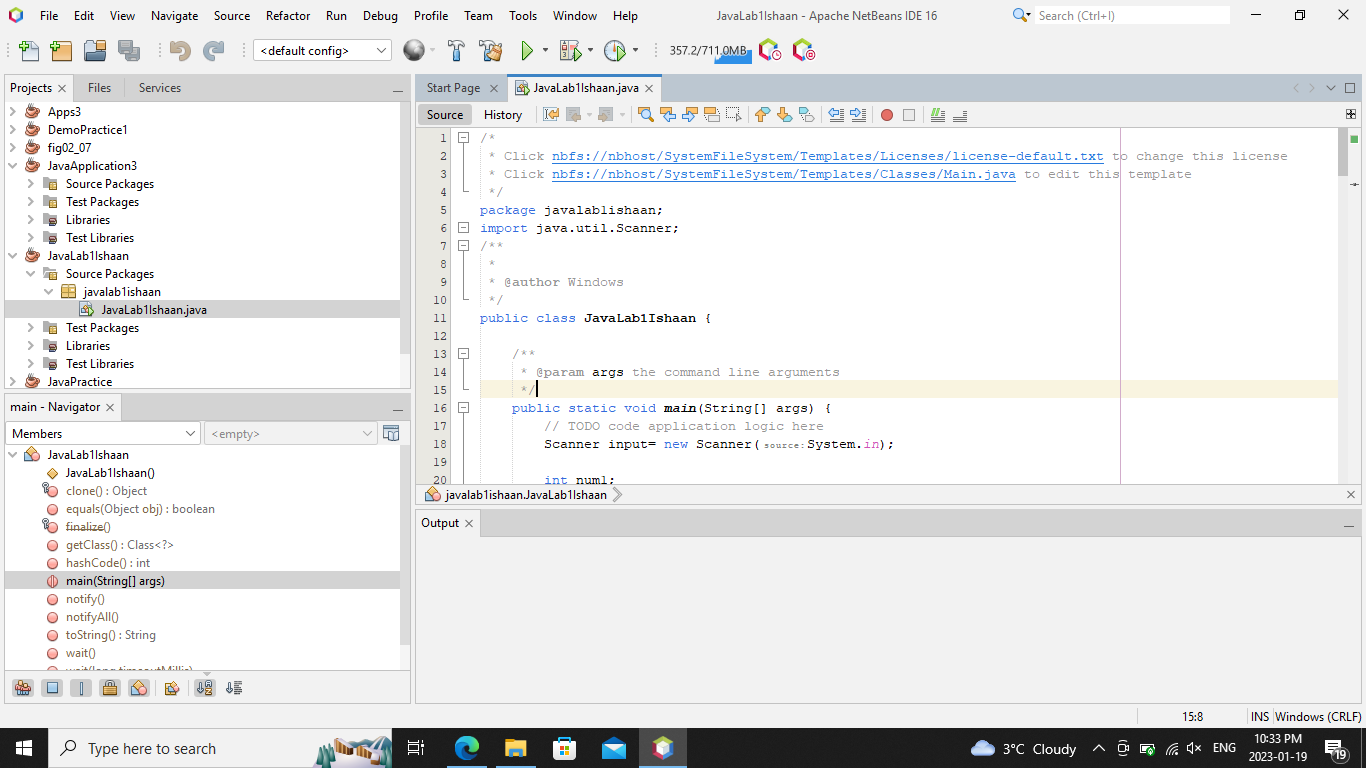 File Edit View Navigate Source Refactor Run Debug Profile Team Tools Window Help JavaLab1Ishaan - Apache NetBeans IDE 16 Search (Ctrl+I)
<default config> 357.2/711.0MB
Projects Files Services
Apps3
DemoPractice1
fig02_07
JavaApplication3
Source Packages
Test Packages
Libraries
Test Libraries
JavaLab1Ishaan
Source Packages
javalab1ishaan
JavaLab1Ishaan.java
Test Packages
Libraries
Test Libraries
JavaPractice
main - Navigator
Members <empty>
JavaLab1Ishaan
JavaLab1Ishaan()
clone() : Object
equals(Object obj) : boolean
finalize()
getClass() : Class<?>
hashCode() : int
main(String[] args)
notify()
notifyAll()
toString() : String
wait()
wait(long timeoutMillis)
Start Page JavaLab1Ishaan.java
Source History
1 /*
2 * Click nbfs://nbhost/SystemFileSystem/Templates/Licenses/license-default.txt to change this license
3 * Click nbfs://nbhost/SystemFileSystem/Templates/Classes/Main.java to edit this template
4 */
5 package javalab1ishaan;
6 import java.util.Scanner;
7 /**
8 *
9 * @author Windows
10 */
11 public class JavaLab1Ishaan {
12
13 /**
14 * @param args the command line arguments
15 */
16 public static void main(String[] args) {
17 // TODO code application logic here
18 Scanner input= new Scanner( source: System.in);
19
20 int num1;
javalab1ishaan.JavaLab1Ishaan
Output
15:8 INS Windows (CRLF)
Type here to search 3°C Cloudy ENG 10:33 PM
2023-01-19 19